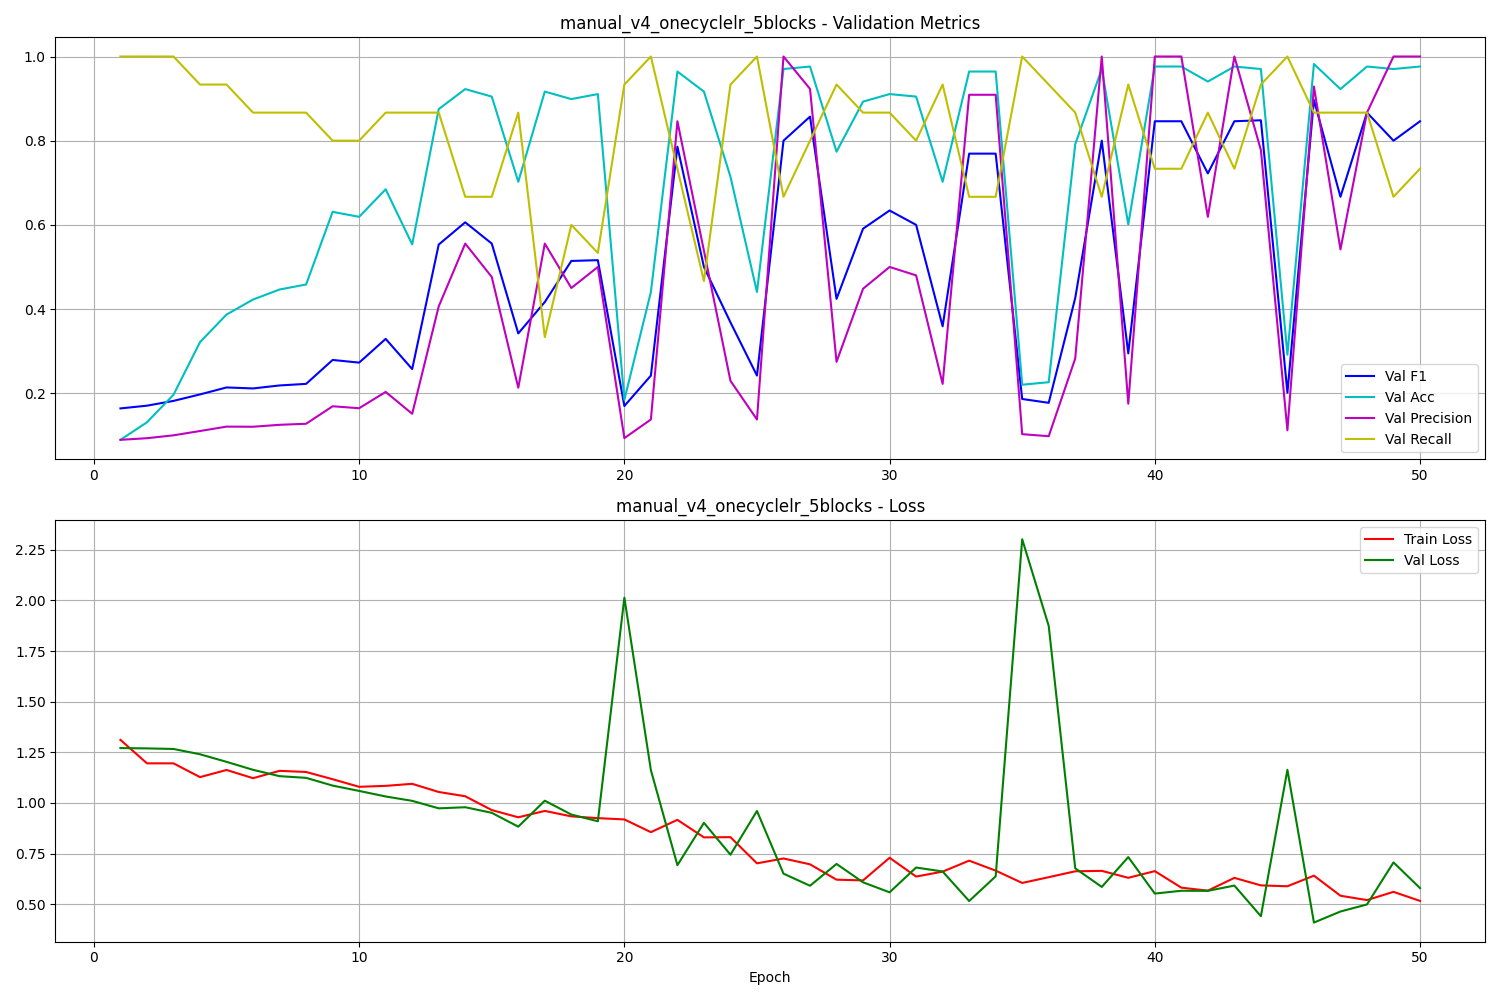 manual_v4_onecyclelr_5blocks - Validation Metrics
1.0
0.8
0.6
0.4
0.2
Val F1
Val Acc
Val Precision
Val Recall
0 10 20 30 40 50
manual_v4_onecyclelr_5blocks - Loss
2.25
2.00
1.75
1.50
1.25
1.00
0.75
0.50
Train Loss
Val Loss
0 10 20 30 40 50
Epoch